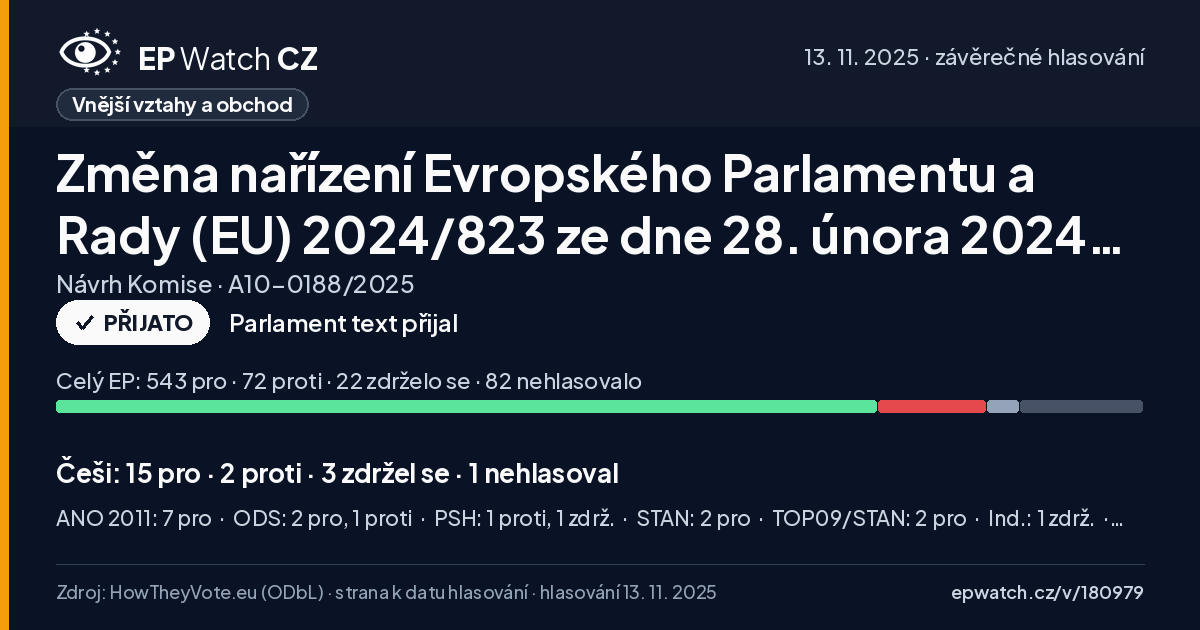 EP Watch CZ
13. 11. 2025 · závěrečné hlasování
Vnější vztahy a obchod
Změna nařízení Evropského Parlamentu a
Rady (EU) 2024/823 ze dne 28. února 2024…
Návrh Komise · A10–0188/2025
✓ PŘIJATO Parlament text přijal
Celý EP: 543 pro · 72 proti · 22 zdrželo se · 82 nehlasovalo
Češi: 15 pro · 2 proti · 3 zdržel se · 1 nehlasoval
ANO 2011: 7 pro · ODS: 2 pro, 1 proti · PSH: 1 proti, 1 zdrž. · STAN: 2 pro · TOP09/STAN: 2 pro · Ind.: 1 zdrž. ·…
Zdroj: HowTheyVote.eu (ODbL) · strana k datu hlasování · hlasování 13. 11. 2025
epwatch.cz/v/180979